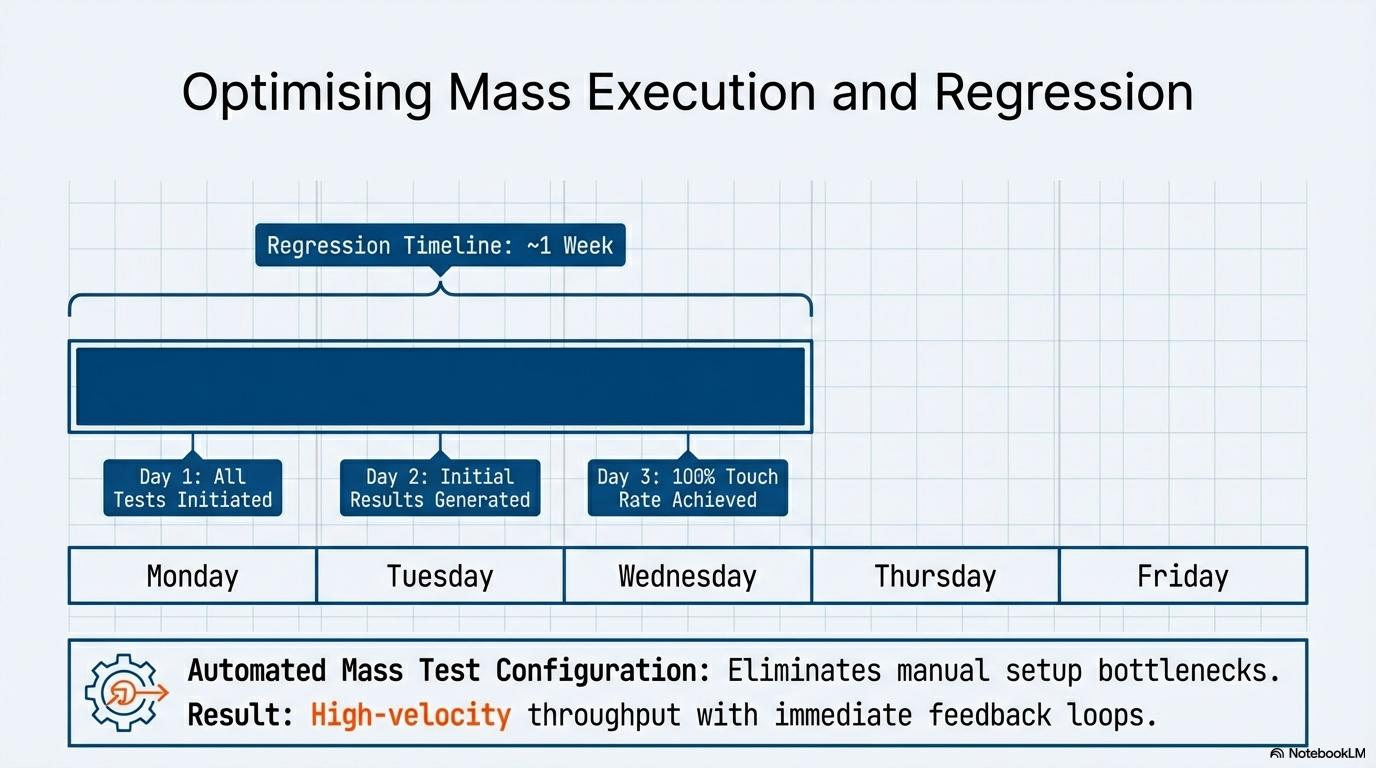 Optimising Mass Execution and Regression
Regression Timeline: ~1 Week
Day 1: All
Tests Initiated
Day 2: Initial
Results Generated
Day 3: 100% Touch
Rate Achieved
Monday
Tuesday
Wednesday
Thursday
Friday
Automated Mass Test Configuration: Eliminates manual setup bottlenecks.
Result: High-velocity throughput with immediate feedback loops.
NotebookLM